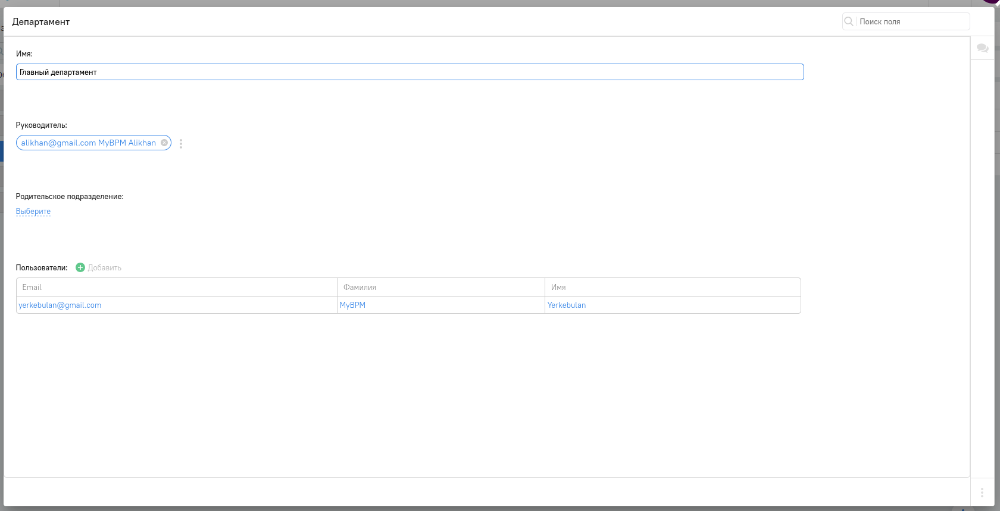 Департамент
Поиск поля
Имя:
Главный департамент
Руководитель:
alikhan@gmail.com MyBPM Alikhan
Родительское подразделение:
Выберите
Пользователи: Добавить
Email Фамилия Имя
yerkebulan@gmail.com MyBPM Yerkebulan